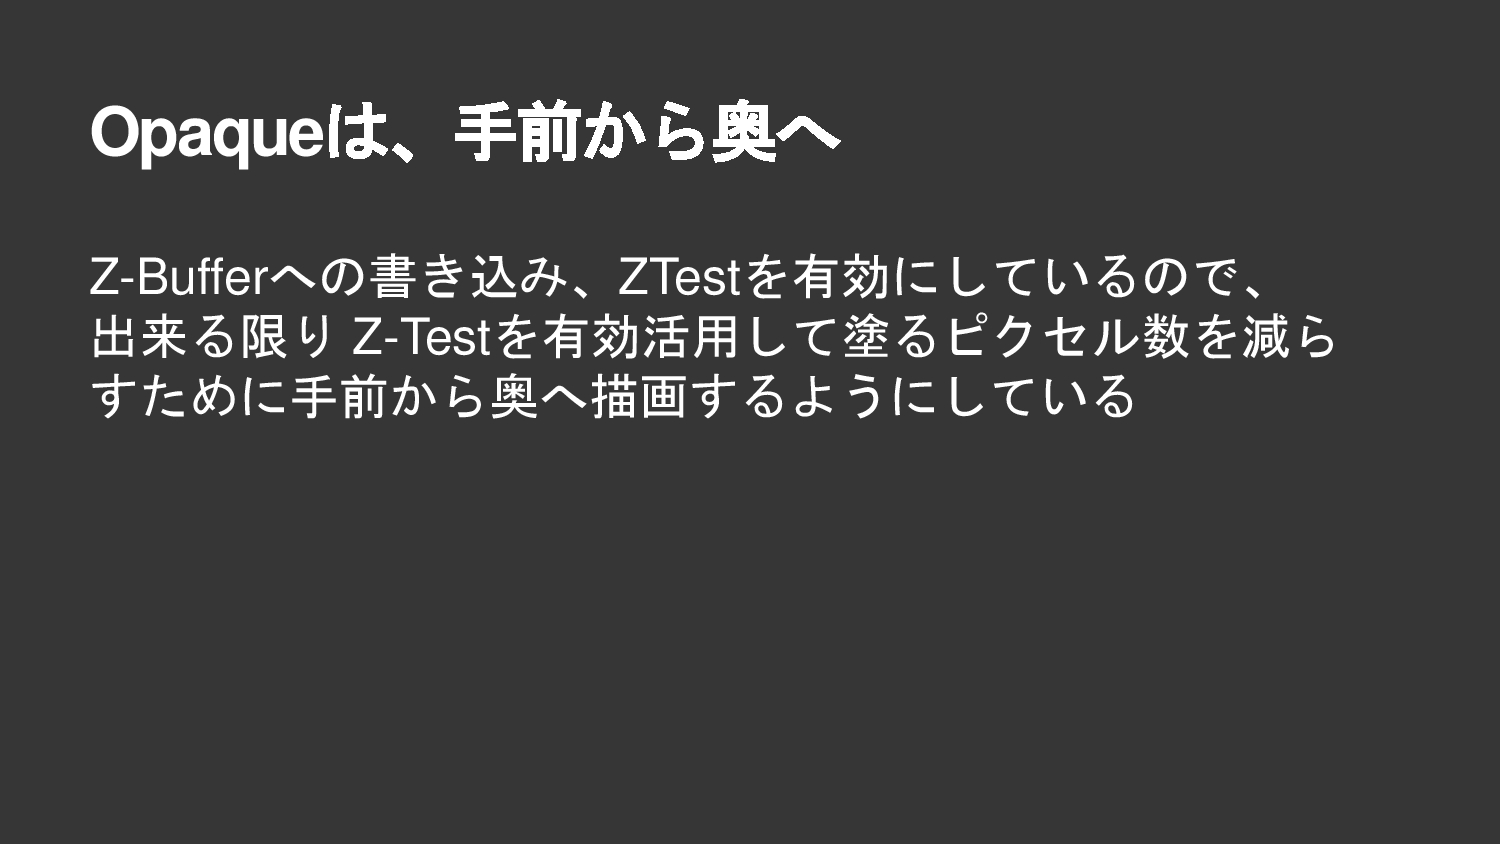 Opaqueは、手前から奥へ
Z-Bufferへの書き込み、ZTestを有効にしているので、
出来る限り Z-Testを有効活用して塗るピクセル数を減ら
すために手前から奥へ描画するようにしている